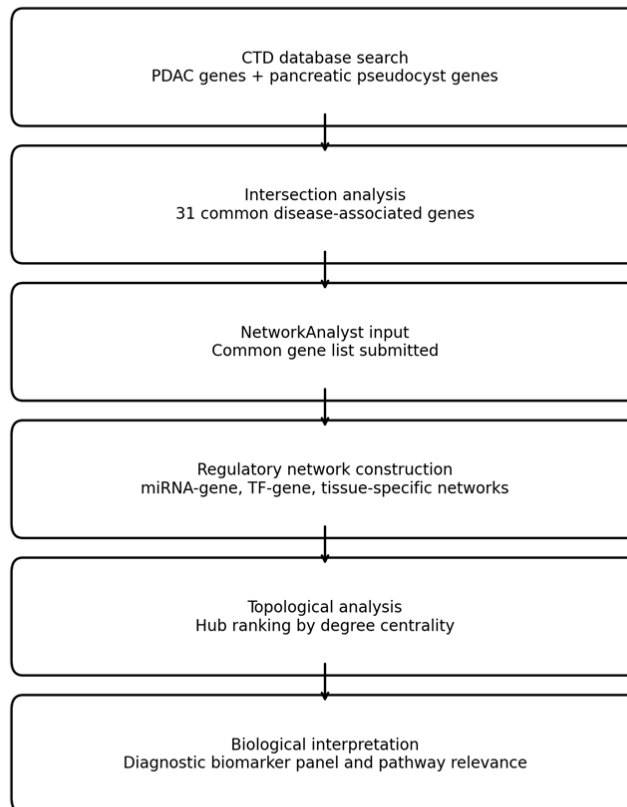 CTD database search
PDAC genes + pancreatic pseudocyst genes
Intersection analysis
31 common disease-associated genes
NetworkAnalyst input
Common gene list submitted
Regulatory network construction
miRNA-gene, TF-gene, tissue-specific networks
Topological analysis
Hub ranking by degree centrality
Biological interpretation
Diagnostic biomarker panel and pathway relevance